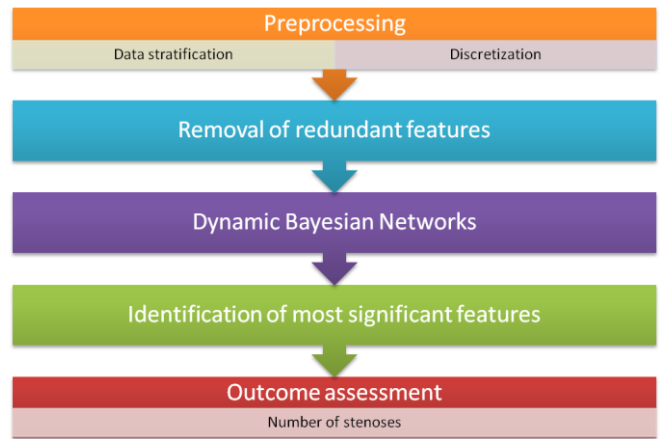 Preprocessing
Data stratification
Discretization
Removal of redundant features
Dynamic Bayesian Networks
Identification of most significant features
Outcome assessment
Number of stenoses